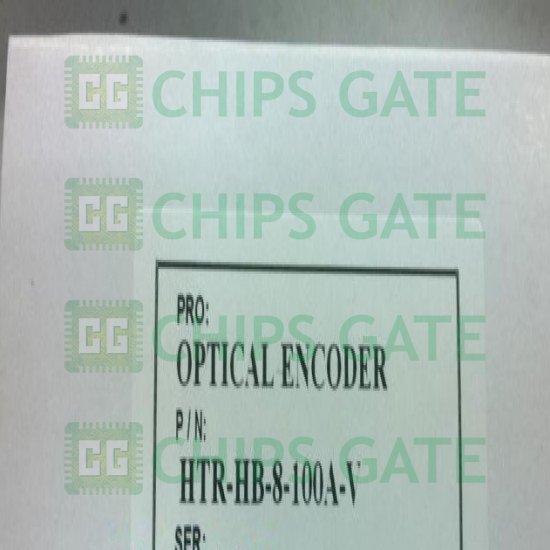 CG CHIPS GATE
CG CHIPS GATE
PRO:
CG CHIPS GATE
OPTICAL ENCODER
P/N:
CG CHIPS GATE
HTR-HB-8-100A-V
SER: